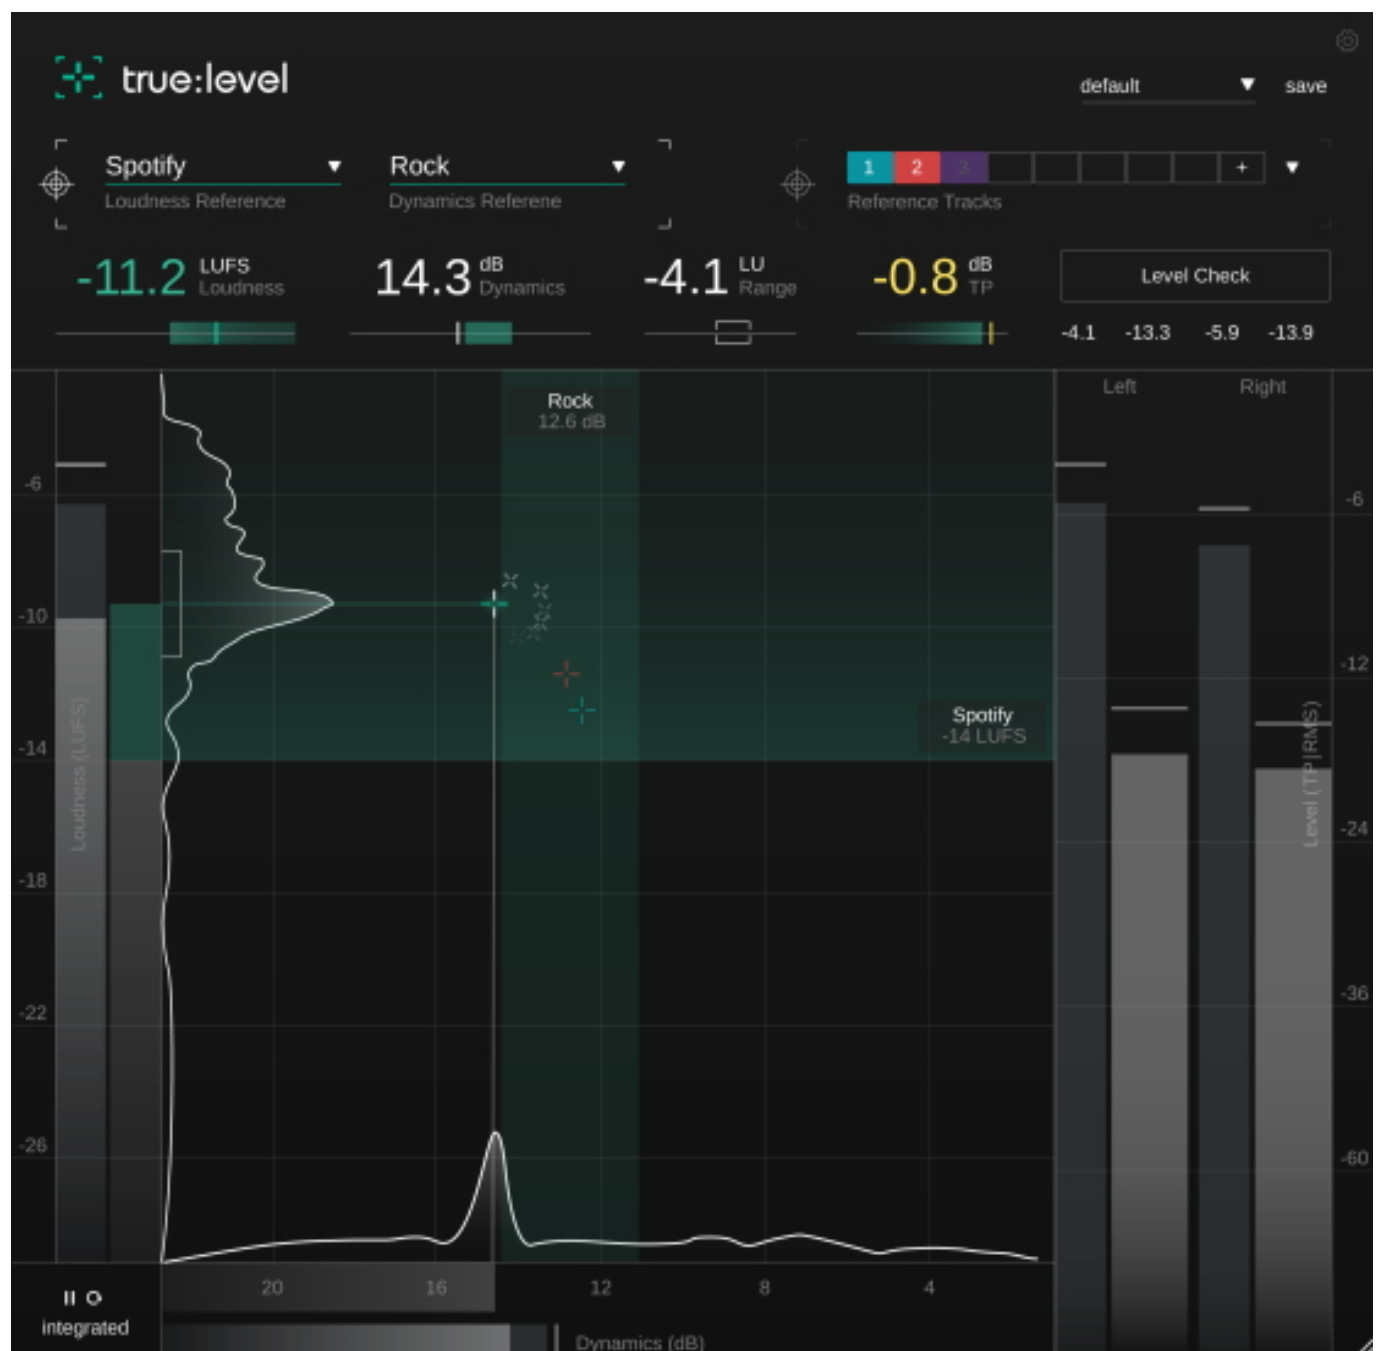 true:level
default
save
Spotify
Rock
1 2 3 +
Loudness Reference
Dynamics Referene
Reference Tracks
-11.2 LUFS Loudness
14.3 dB Dynamics
-4.1 LU Range
-0.8 dB TP
Level Check
-4.1 -13.3 -5.9 -13.9
Left
Right
Rock
12.6 dB
-6
-10
-14
-18
-22
-26
Loudness (LUFS)
Spotify
-14 LUFS
-6
-12
-24
-36
-60
Level (TP|RMS)
20 16 12 8 4
integrated
Dynamics (dB)